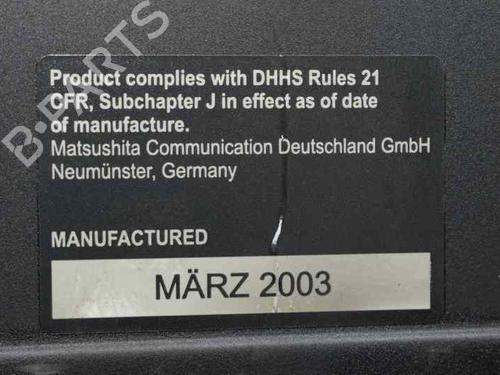 Product complies with DHHS Rules 21
CFR, Subchapter J in effect as of date
of manufacture.
Matsushita Communication Deutschland GmbH
Neumünster, Germany
MANUFACTURED
MÄRZ 2003
B-PARTS